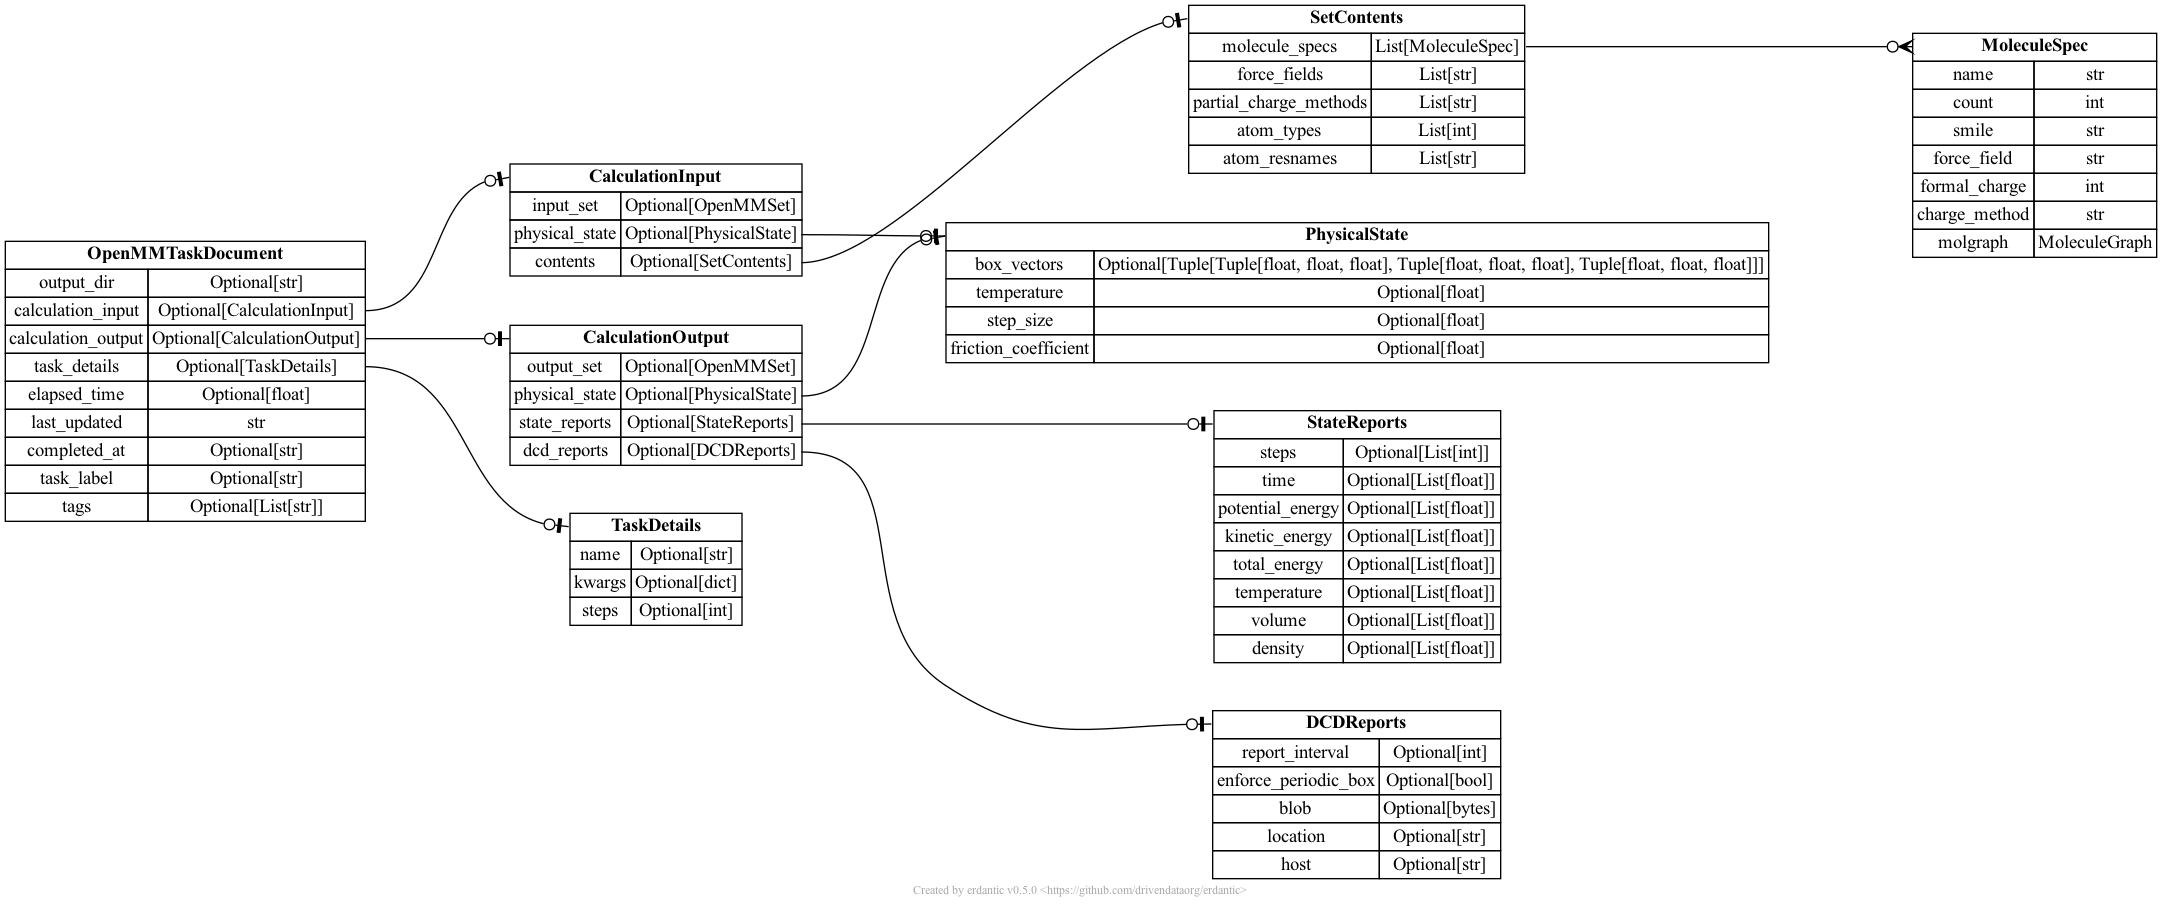 OpenMMTaskDocument
output_dir Optional[str]
calculation_input Optional[CalculationInput]
calculation_output Optional[CalculationOutput]
task_details Optional[TaskDetails]
elapsed_time Optional[float]
last_updated str
completed_at Optional[str]
task_label Optional[str]
tags Optional[List[str]]
CalculationInput
input_set Optional[OpenMMSet]
physical_state Optional[PhysicalState]
contents Optional[SetContents]
CalculationOutput
output_set Optional[OpenMMSet]
physical_state Optional[PhysicalState]
state_reports Optional[StateReports]
dcd_reports Optional[DCDReports]
TaskDetails
name Optional[str]
kwargs Optional[dict]
steps Optional[int]
SetContents
molecule_specs List[MoleculeSpec]
force_fields List[str]
partial_charge_methods List[str]
atom_types List[int]
atom_resnames List[str]
PhysicalState
box_vectors Optional[Tuple[Tuple[float, float, float], Tuple[float, float, float], Tuple[float, float, float]]]
temperature Optional[float]
step_size Optional[float]
friction_coefficient Optional[float]
StateReports
steps Optional[List[int]]
time Optional[List[float]]
potential_energy Optional[List[float]]
kinetic_energy Optional[List[float]]
total_energy Optional[List[float]]
temperature Optional[List[float]]
volume Optional[List[float]]
density Optional[List[float]]
DCDReports
report_interval Optional[int]
enforce_periodic_box Optional[bool]
blob Optional[bytes]
location Optional[str]
host Optional[str]
MoleculeSpec
name str
count int
smile str
force_field str
formal_charge int
charge_method str
molgraph MoleculeGraph
Created by erdantic v0.5.0 <https://github.com/drivendataorg/erdantic>